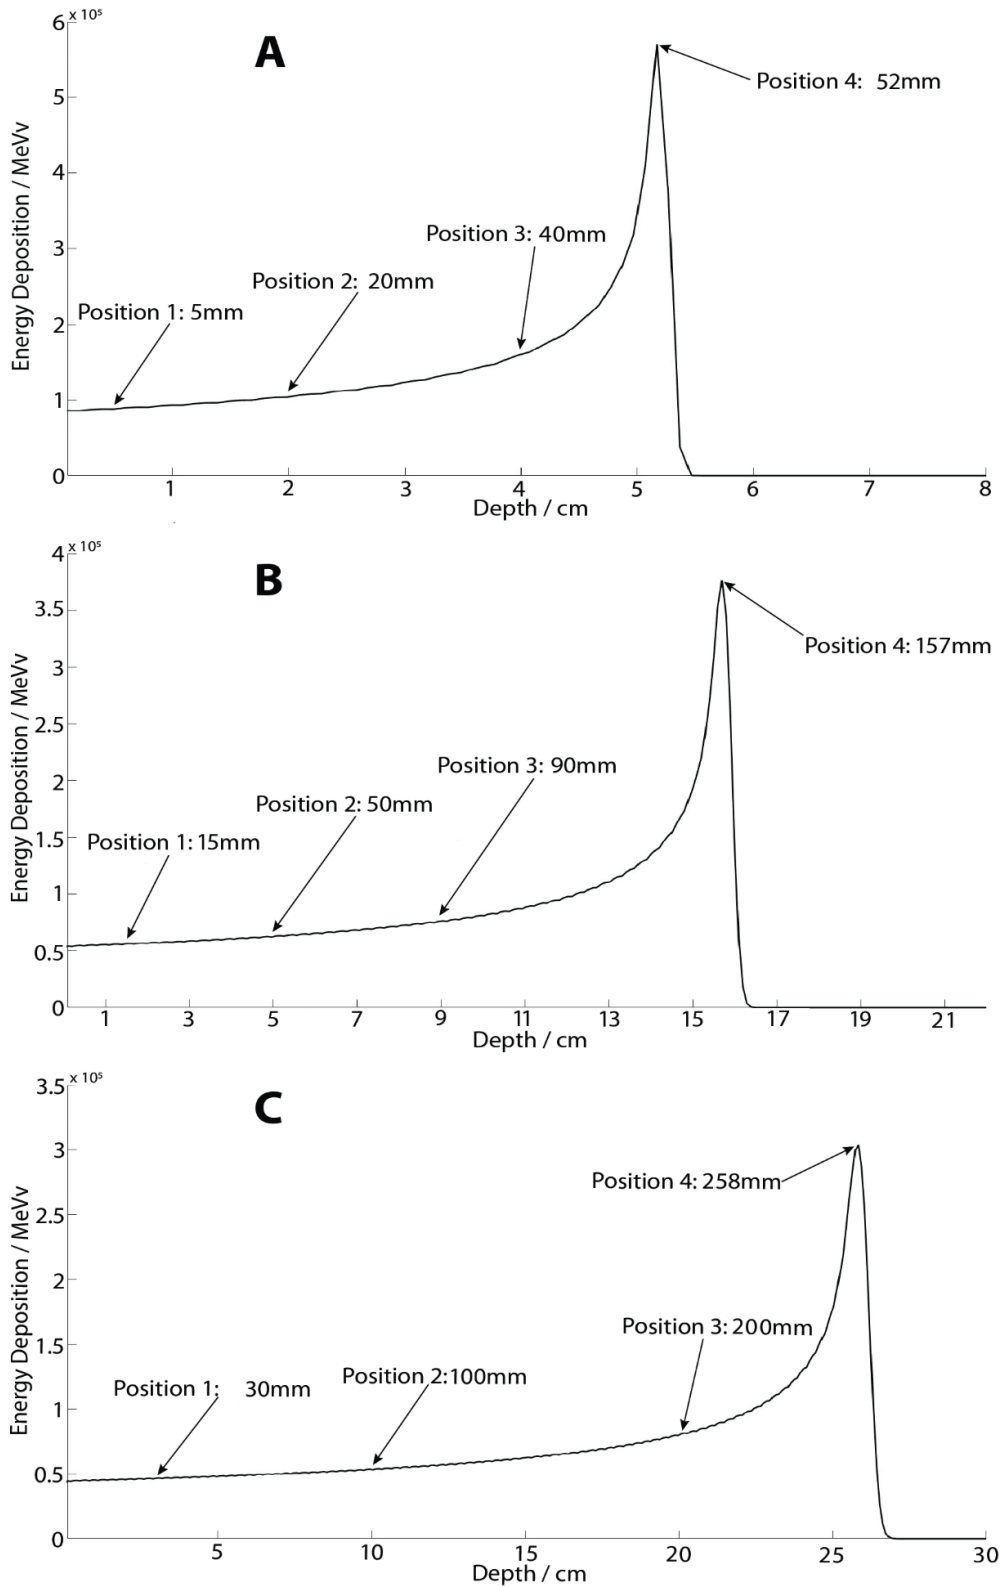 6 x 10⁵
A
Position 4: 52mm
5
4
Position 3: 40mm
3
Position 2: 20mm
Position 1: 5mm
2
1
0
Energy Deposition / MeVv
1 2 3 4 5 6 7 8
Depth / cm
4 x 10⁵
B
3.5
Position 4: 157mm
3
2.5
Position 3: 90mm
2
Position 2: 50mm
Position 1: 15mm
1.5
1
0.5
0
Energy Deposition / MeVv
1 3 5 7 9 11 13 15 17 19 21
Depth / cm
3.5 x 10⁵
C
3
Position 4: 258mm
2.5
2
Position 3: 200mm
1.5
Position 2: 100mm
Position 1: 30mm
1
0.5
0
Energy Deposition / MeVv
5 10 15 20 25 30
Depth / cm